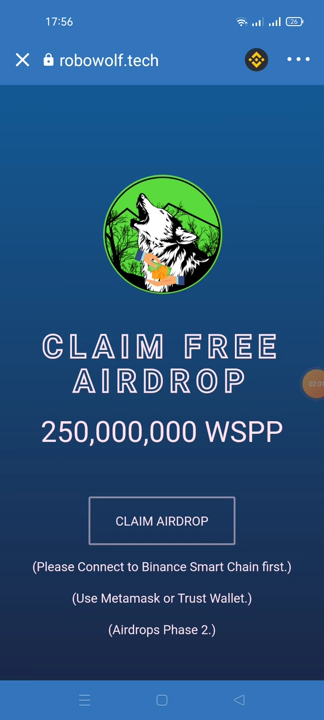 17:56
26
robowolf.tech
CLAIM FREE
AIRDROP
250,000,000 WSPP
CLAIM AIRDROP
(Please Connect to Binance Smart Chain first.)
(Use Metamask or Trust Wallet.)
(Airdrops Phase 2.)